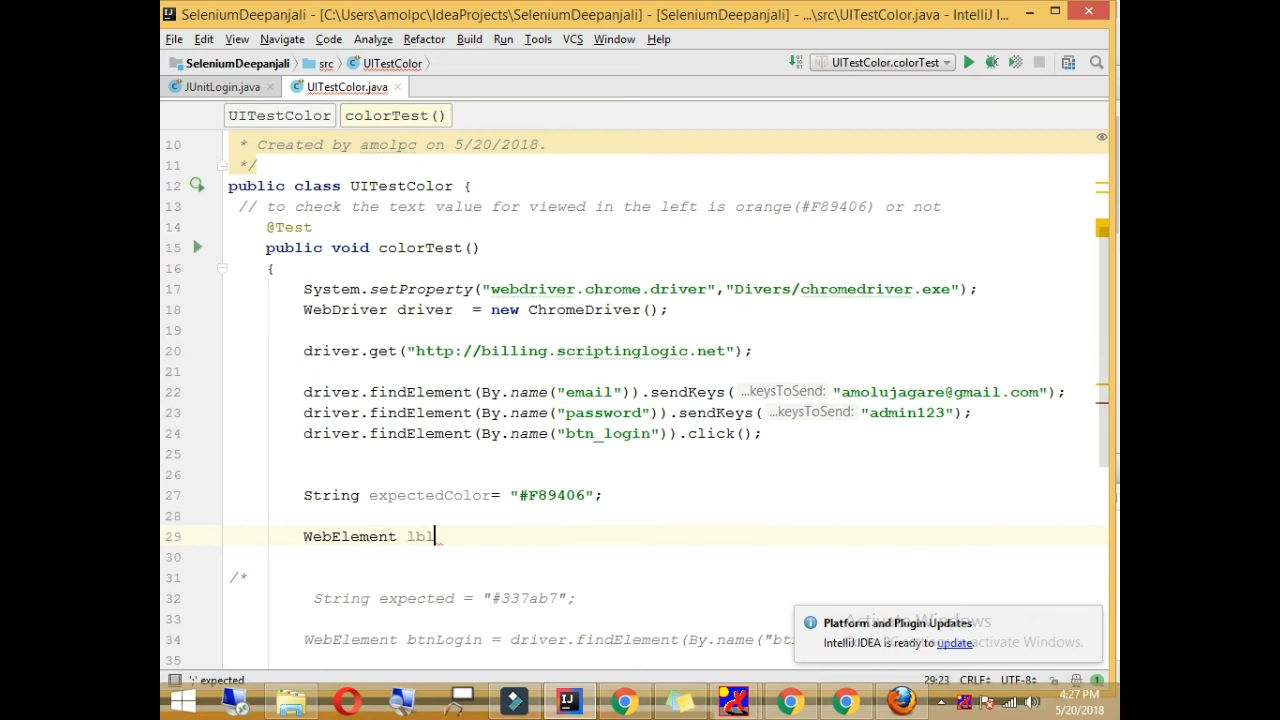 SeleniumDeepanjali - [C:\Users\amolpc\IdeaProjects\SeleniumDeepanjali] - [SeleniumDeepanjali] - ...\src\UITestColor.java - IntelliJ I...
File Edit View Navigate Code Analyze Refactor Build Run Tools VCS Window Help
SeleniumDeepanjali src UITestColor UITestColor.colorTest
JUnitLogin.java UITestColor.java
UITestColor colorTest()
10 * Created by amolpc on 5/20/2018.
11 */
12 public class UITestColor {
13 // to check the text value for viewed in the left is orange(#F89406) or not
14 @Test
15 public void colorTest()
16 {
17 System.setProperty("webdriver.chrome.driver","Divers/chromedriver.exe");
18 WebDriver driver = new ChromeDriver();
19
20 driver.get("http://billing.scriptinglogic.net");
21
22 driver.findElement(By.name("email")).sendKeys( ...keysToSend: "amolujagare@gmail.com");
23 driver.findElement(By.name("password")).sendKeys( ...keysToSend: "admin123");
24 driver.findElement(By.name("btn_login")).click();
25
26
27 String expectedColor= "#F89406";
28
29 WebElement lbl
30
31 /*
32 String expected = "#337ab7";
33
34 WebElement btnLogin = driver.findElement(By.name("bt
35
Activate Windows
Platform and Plugin Updates
IntelliJ IDEA is ready to update.
to activate Windows.
':' expected 29:23 CRLF÷ UTF-8÷
4:27 PM
5/20/2018